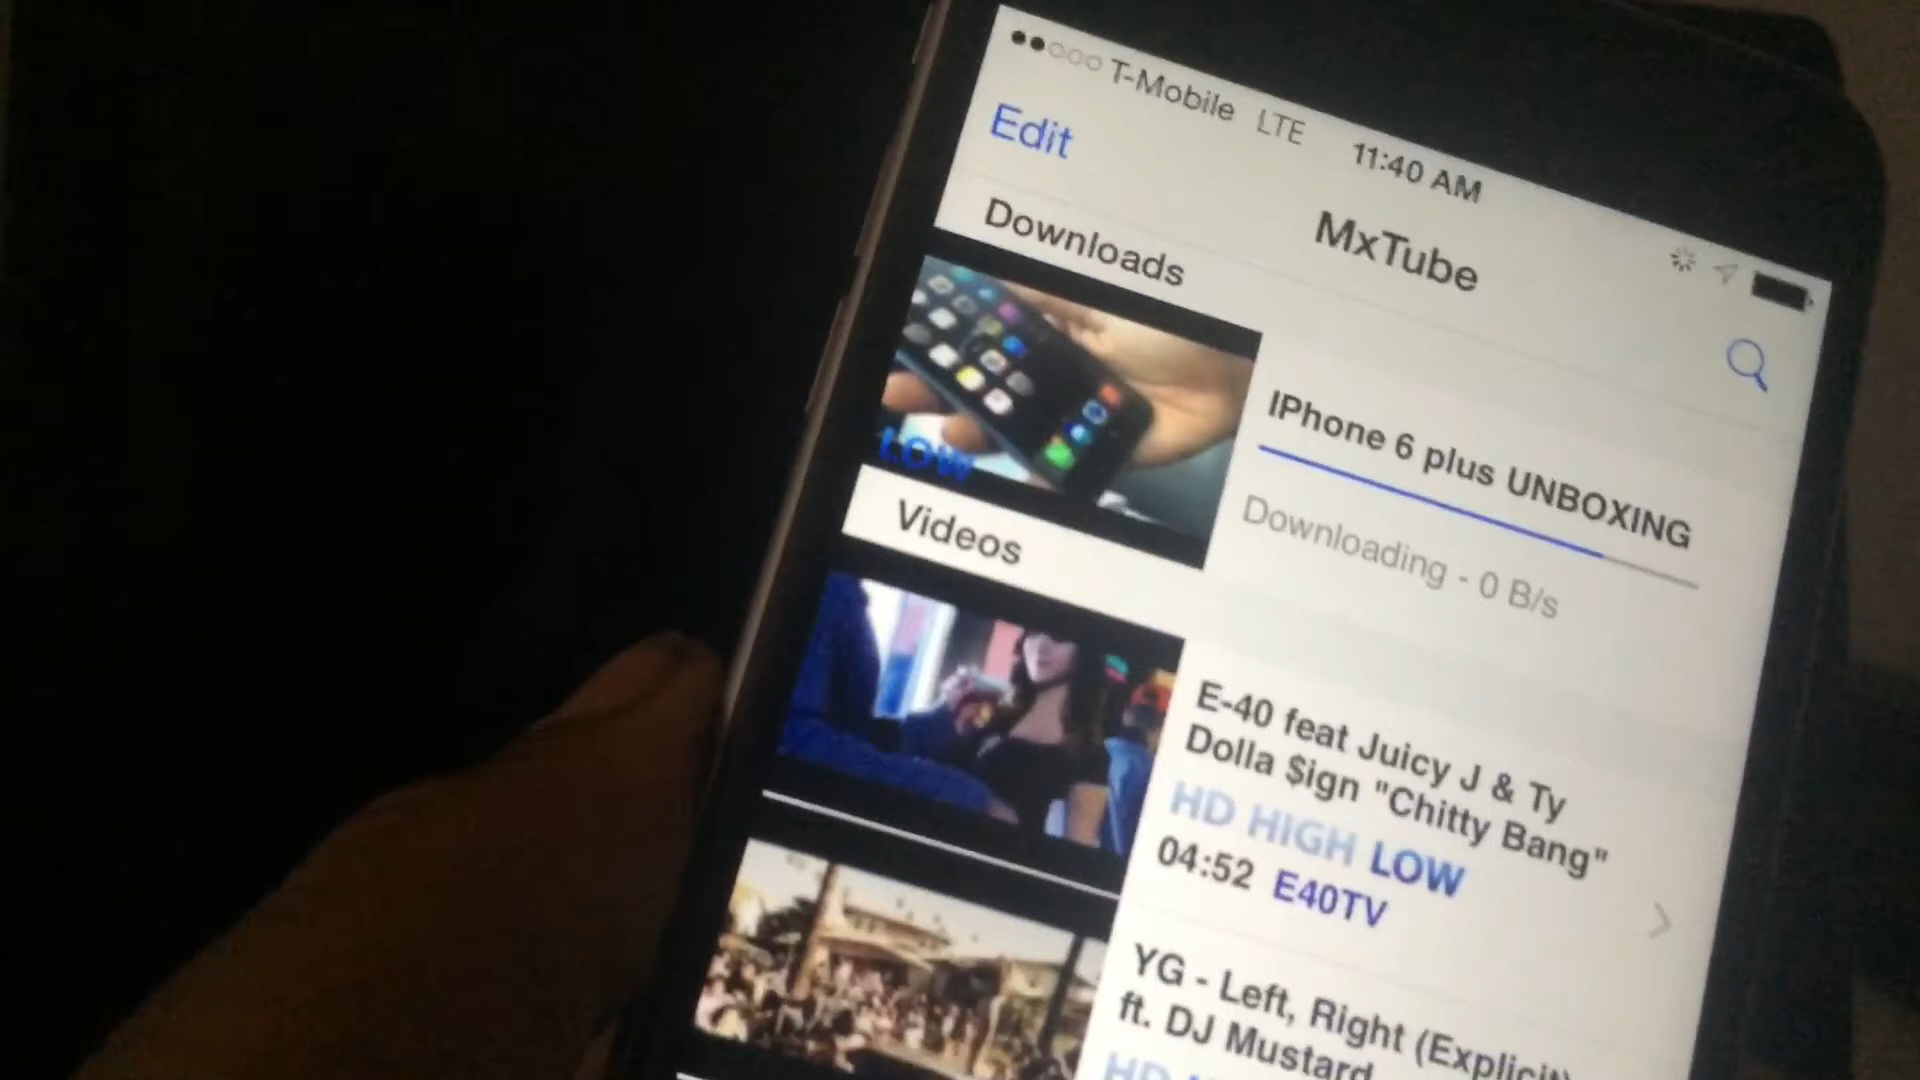 T-Mobile LTE 11:40 AM
Edit
MxTube
Downloads
LOW
IPhone 6 plus UNBOXING
Downloading - 0 B/s
Videos
E-40 feat Juicy J & Ty
Dolla $ign "Chitty Bang"
HD HIGH LOW
04:52 E40TV
YG - Left, Right (Explicit)
ft. DJ Mustard
HD